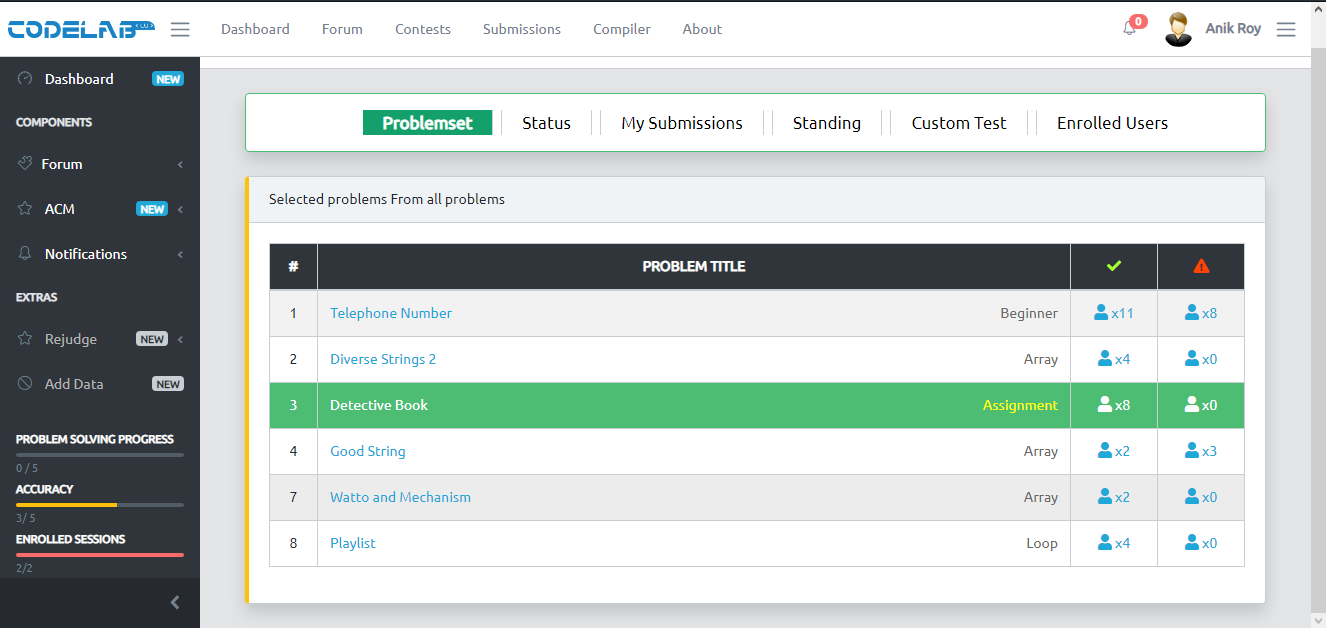 CODELAB
Dashboard Forum Contests Submissions Compiler About
0
Anik Roy
Dashboard NEW
COMPONENTS
Forum
ACM NEW
Notifications
EXTRAS
Rejudge NEW
Add Data NEW
PROBLEM SOLVING PROGRESS
0 / 5
ACCURACY
3/ 5
ENROLLED SESSIONS
2/2
Problemset Status My Submissions Standing Custom Test Enrolled Users
Selected problems From all problems
# PROBLEM TITLE
1 Telephone Number Beginner x11 x8
2 Diverse Strings 2 Array x4 x0
3 Detective Book Assignment x8 x0
4 Good String Array x2 x3
7 Watto and Mechanism Array x2 x0
8 Playlist Loop x4 x0